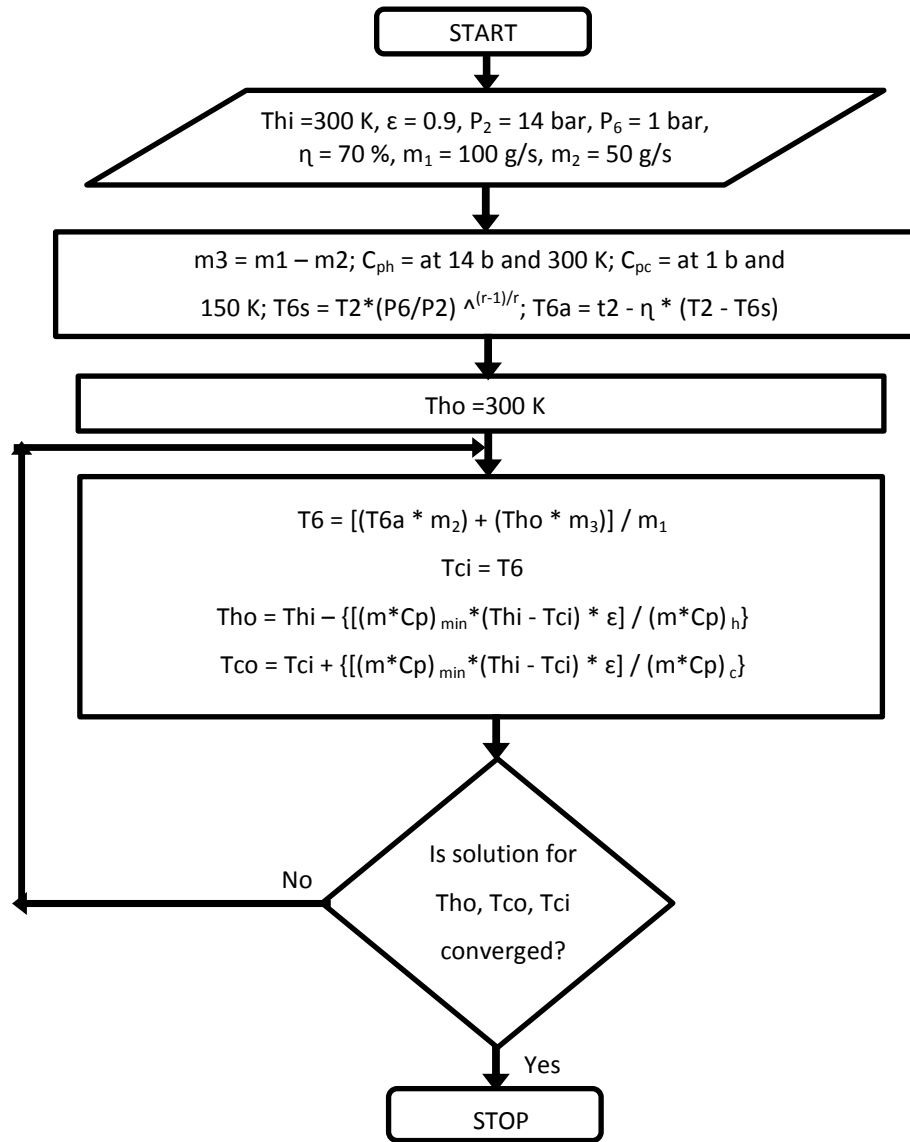 START
Thi =300 K, ε = 0.9, P₂ = 14 bar, P₆ = 1 bar,
ɳ = 70 %, m₁ = 100 g/s, m₂ = 50 g/s
m3 = m1 – m2; Cₚₕ = at 14 b and 300 K; Cₚc = at 1 b and
150 K; T6s = T2*(P6/P2) ^⁽ʳ⁻¹⁾ᐟʳ; T6a = t2 - ɳ * (T2 - T6s)
Tho =300 K
T6 = [(T6a * m₂) + (Tho * m₃)] / m₁
Tci = T6
Tho = Thi – {[(m*Cp) ₘᵢₙ*(Thi - Tci) * ε] / (m*Cp) ₕ}
Tco = Tci + {[(m*Cp) ₘᵢₙ*(Thi - Tci) * ε] / (m*Cp) c}
Is solution for
Tho, Tco, Tci
converged?
No
Yes
STOP